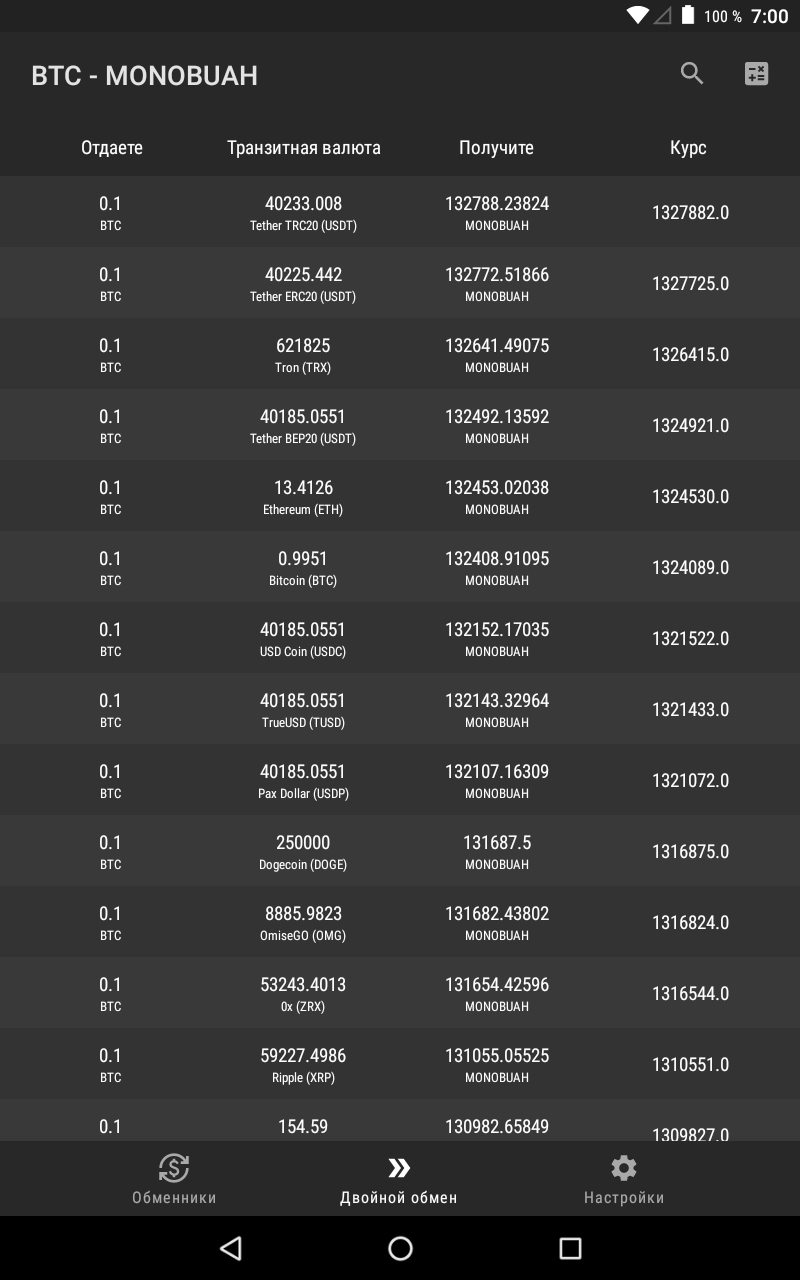 100 % 7:00
BTC - MONOBUAH
Отдаете Транзитная валюта Получите Курс
0.1 40233.008 132788.23824 1327882.0
BTC Tether TRC20 (USDT) MONOBUAH
0.1 40225.442 132772.51866 1327725.0
BTC Tether ERC20 (USDT) MONOBUAH
0.1 621825 132641.49075 1326415.0
BTC Tron (TRX) MONOBUAH
0.1 40185.0551 132492.13592 1324921.0
BTC Tether BEP20 (USDT) MONOBUAH
0.1 13.4126 132453.02038 1324530.0
BTC Ethereum (ETH) MONOBUAH
0.1 0.9951 132408.91095 1324089.0
BTC Bitcoin (BTC) MONOBUAH
0.1 40185.0551 132152.17035 1321522.0
BTC USD Coin (USDC) MONOBUAH
0.1 40185.0551 132143.32964 1321433.0
BTC TrueUSD (TUSD) MONOBUAH
0.1 40185.0551 132107.16309 1321072.0
BTC Pax Dollar (USDP) MONOBUAH
0.1 250000 131687.5 1316875.0
BTC Dogecoin (DOGE) MONOBUAH
0.1 8885.9823 131682.43802 1316824.0
BTC OmiseGO (OMG) MONOBUAH
0.1 53243.4013 131654.42596 1316544.0
BTC 0x (ZRX) MONOBUAH
0.1 59227.4986 131055.05525 1310551.0
BTC Ripple (XRP) MONOBUAH
0.1 154.59 130982.65849 1309827.0
Обменники Двойной обмен Настройки